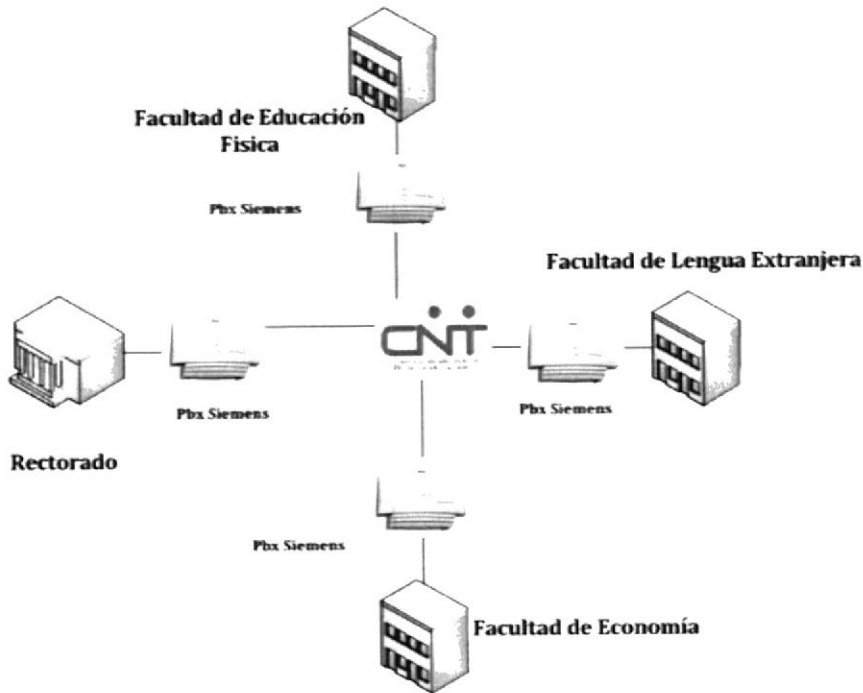 Facultad de Educación
Fisica
Pbx Siemens
Facultad de Lengua Extranjera
CNT
Pbx Siemens
Pbx Siemens
Rectorado
Pbx Siemens
Facultad de Economía